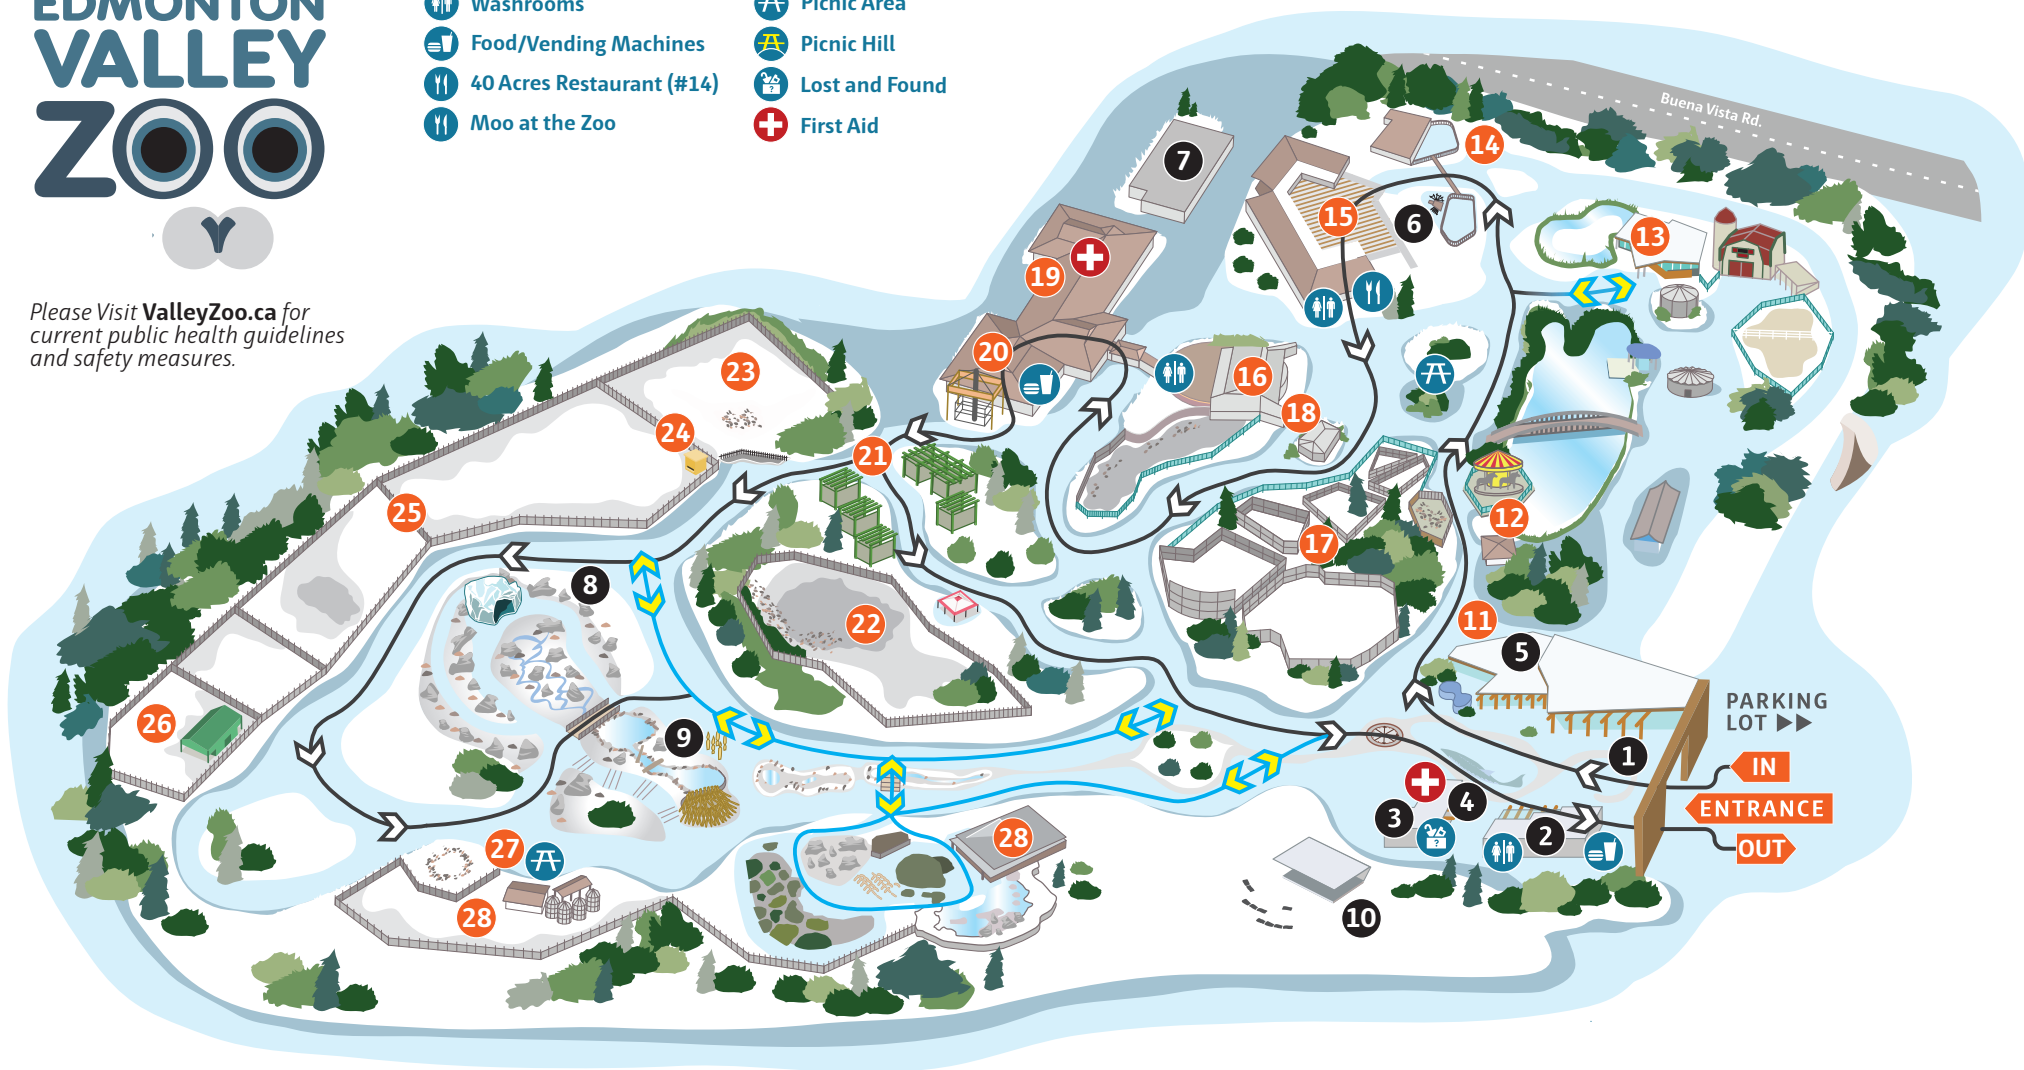 EDMONTON
VALLEY
ZOO
Please Visit ValleyZoo.ca for
current public health guidelines
and safety measures.
Washrooms
Food/Vending Machines
40 Acres Restaurant (#14)
Moo at the Zoo
Picnic Area
Picnic Hill
Lost and Found
First Aid
Buena Vista Rd.
7
14
15
6
13
19
20
16
18
23
24
21
25
12
17
8
22
11
5
26
9
PARKING
LOT
1
IN
ENTRANCE
OUT
3
4
2
27
28
28
10
?